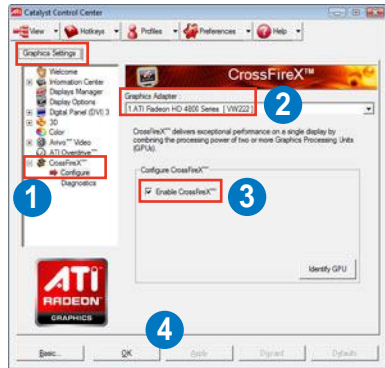 Catalyst Control Center
View Hotkeys Profiles Preferences Help
Graphics Settings
Welcome
Information Center
Displays Manager
Display Options
Digital Panel (DVI) 3
3D
Color
Avivo™ Video
ATI Overdrive™
CrossFireX™
Configure
Diagnostics
1
CrossFireX™
Graphics Adapter
1.ATI Radeon HD 4800 Series [ VW222 ]
2
CrossFireX™ delivers exceptional performance on a single display by
combining the processing power of two or more Graphics Processing Units
(GPUs).
Configure CrossFireX™
Enable CrossFireX™
3
Identify GPU
ATI
RADEON
GRAPHICS
4
Basic... OK Apply Discard Defaults